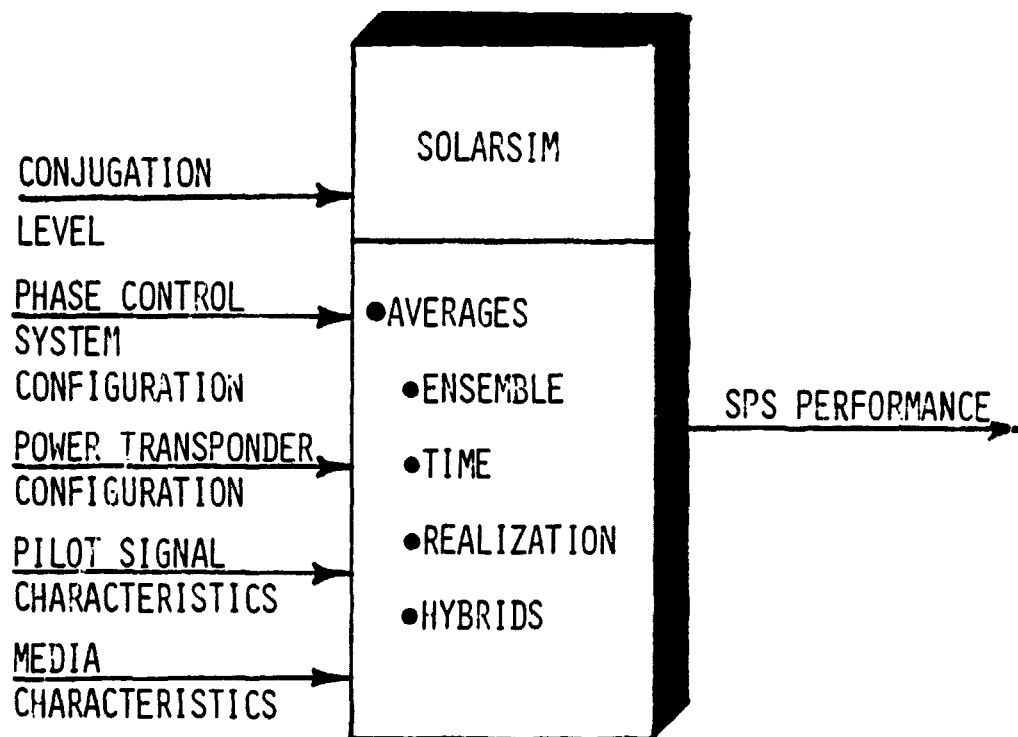 SOLARSIM
CONJUGATION
LEVEL
PHASE CONTROL
SYSTEM
CONFIGURATION
POWER TRANSPONDER
CONFIGURATION
PILOT SIGNAL
CHARACTERISTICS
MEDIA
CHARACTERISTICS
●AVERAGES
●ENSEMBLE
●TIME
●REALIZATION
●HYBRIDS
SPS PERFORMANCE